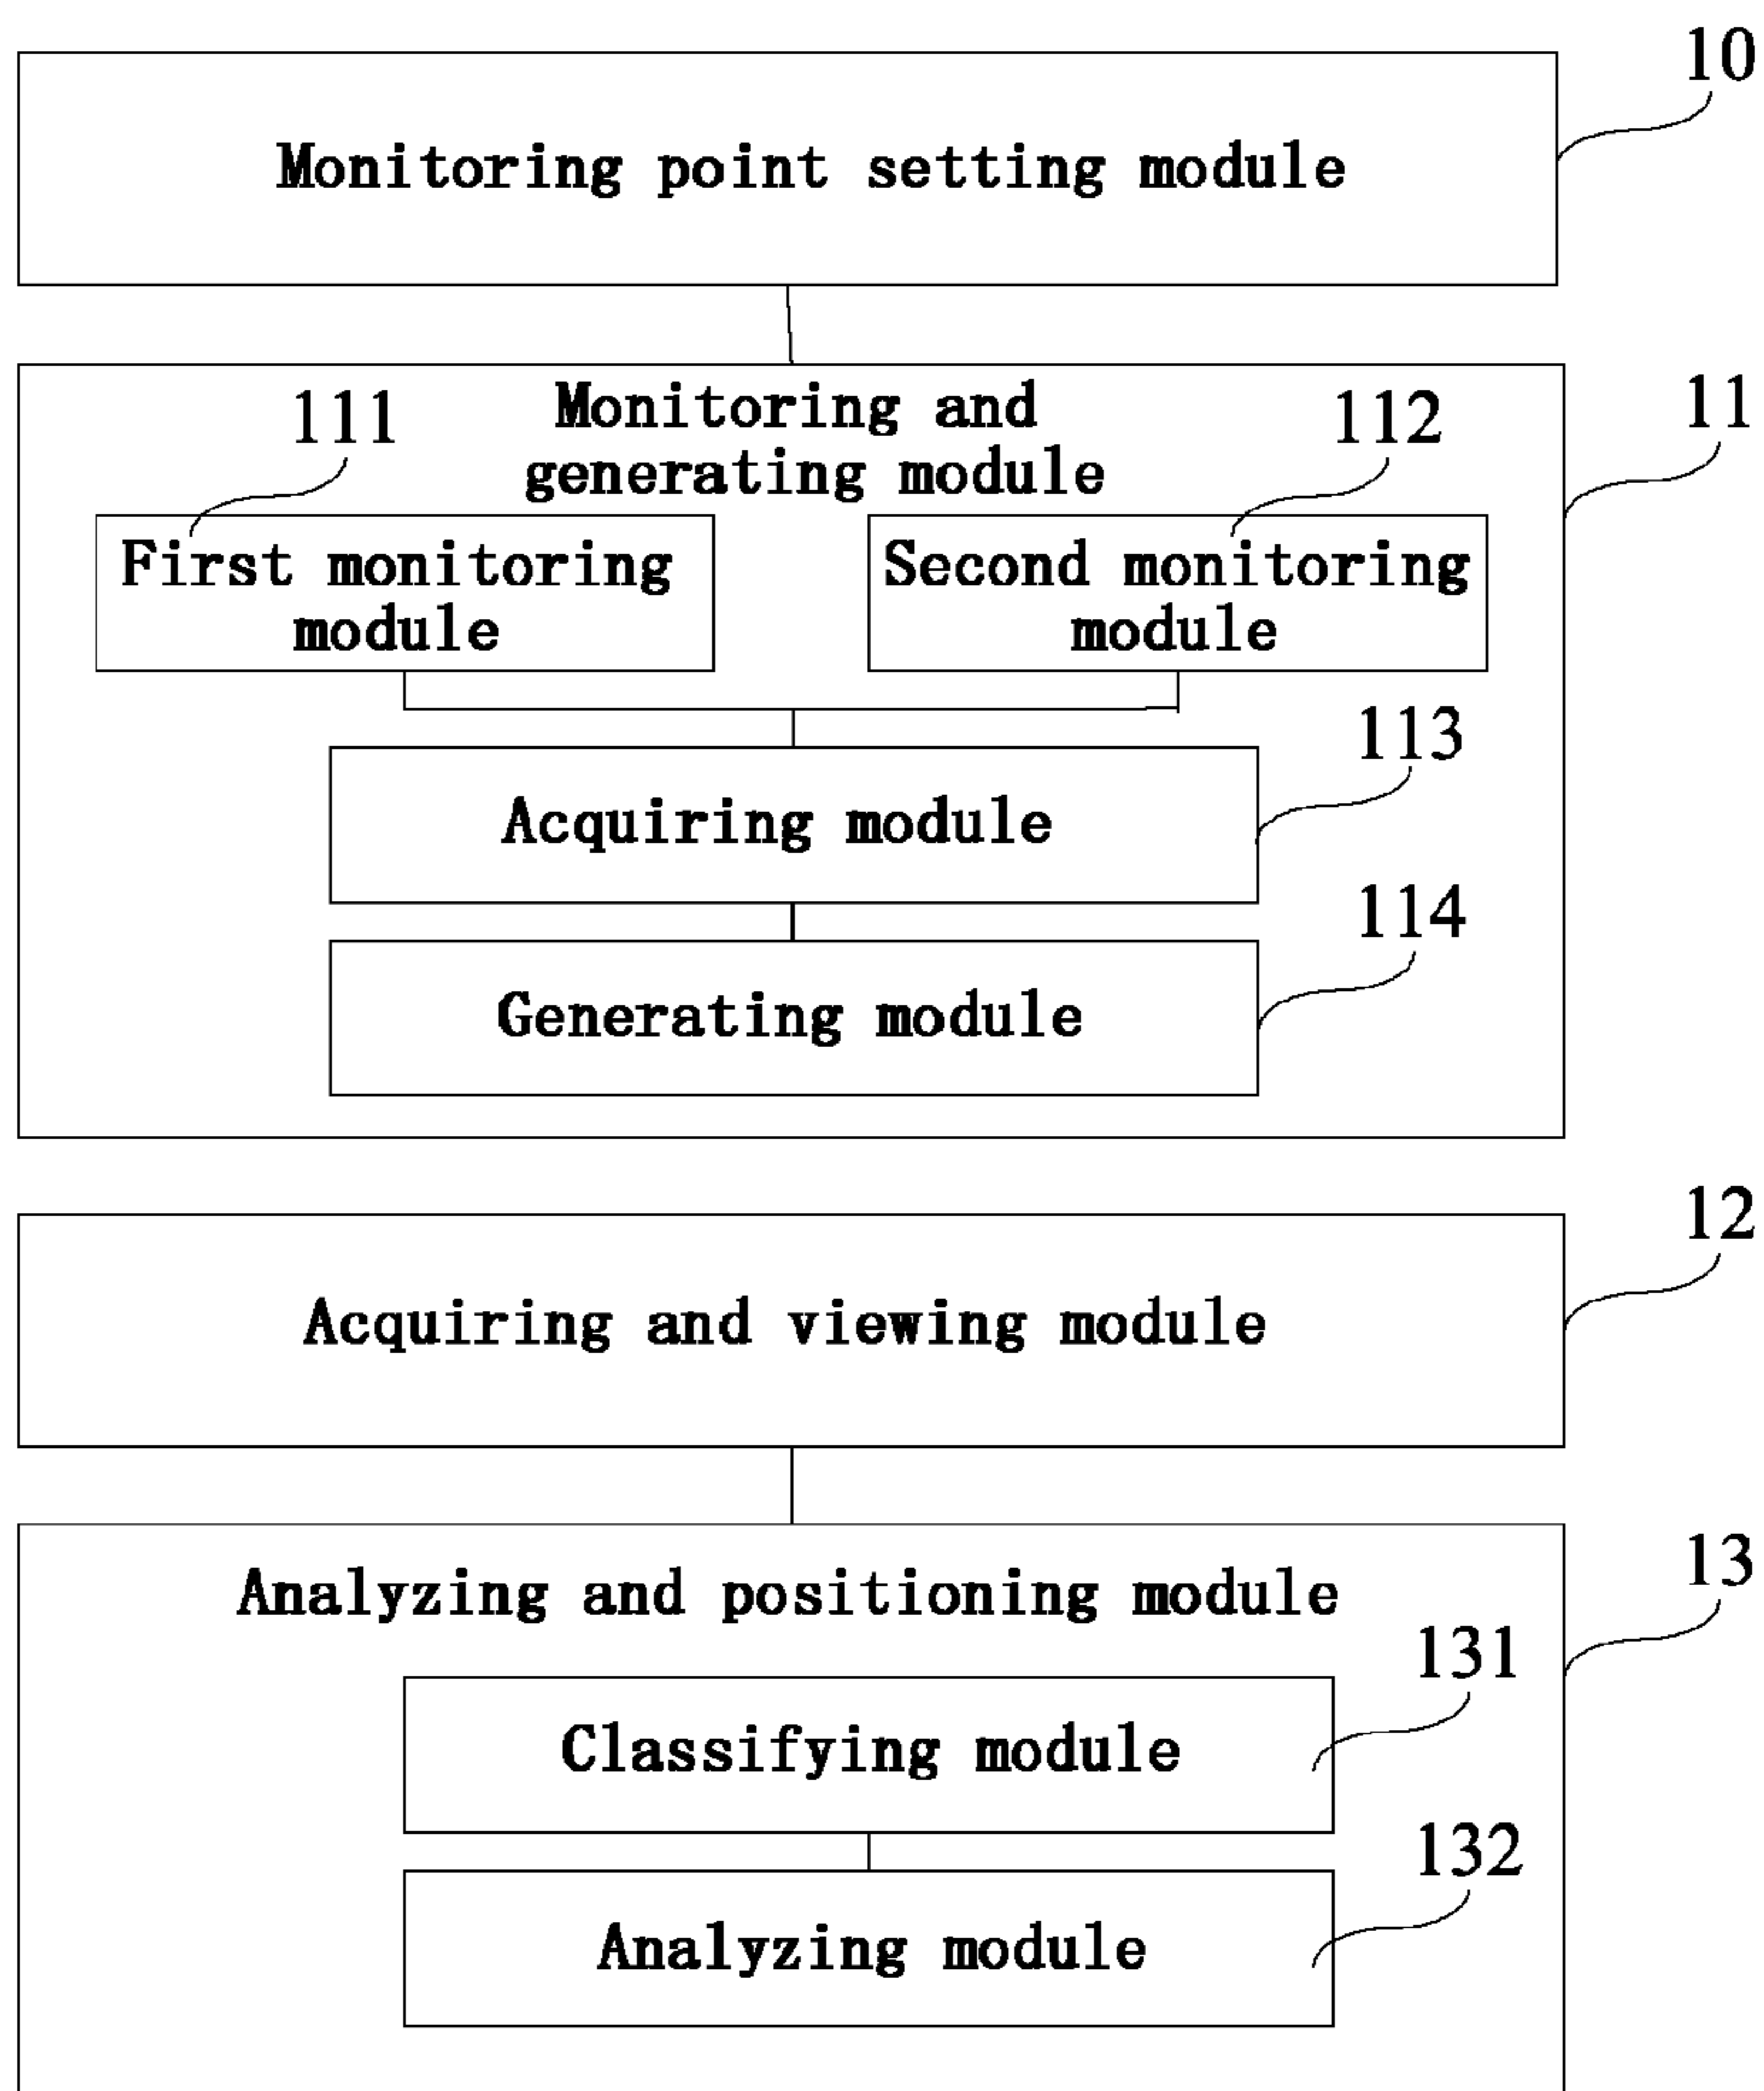 10
Monitoring point setting module
11
111
Monitoring and
generating module
112
First monitoring
module
Second monitoring
module
113
Acquiring module
114
Generating module
12
Acquiring and viewing module
13
Analyzing and positioning module
131
Classifying module
132
Analyzing module